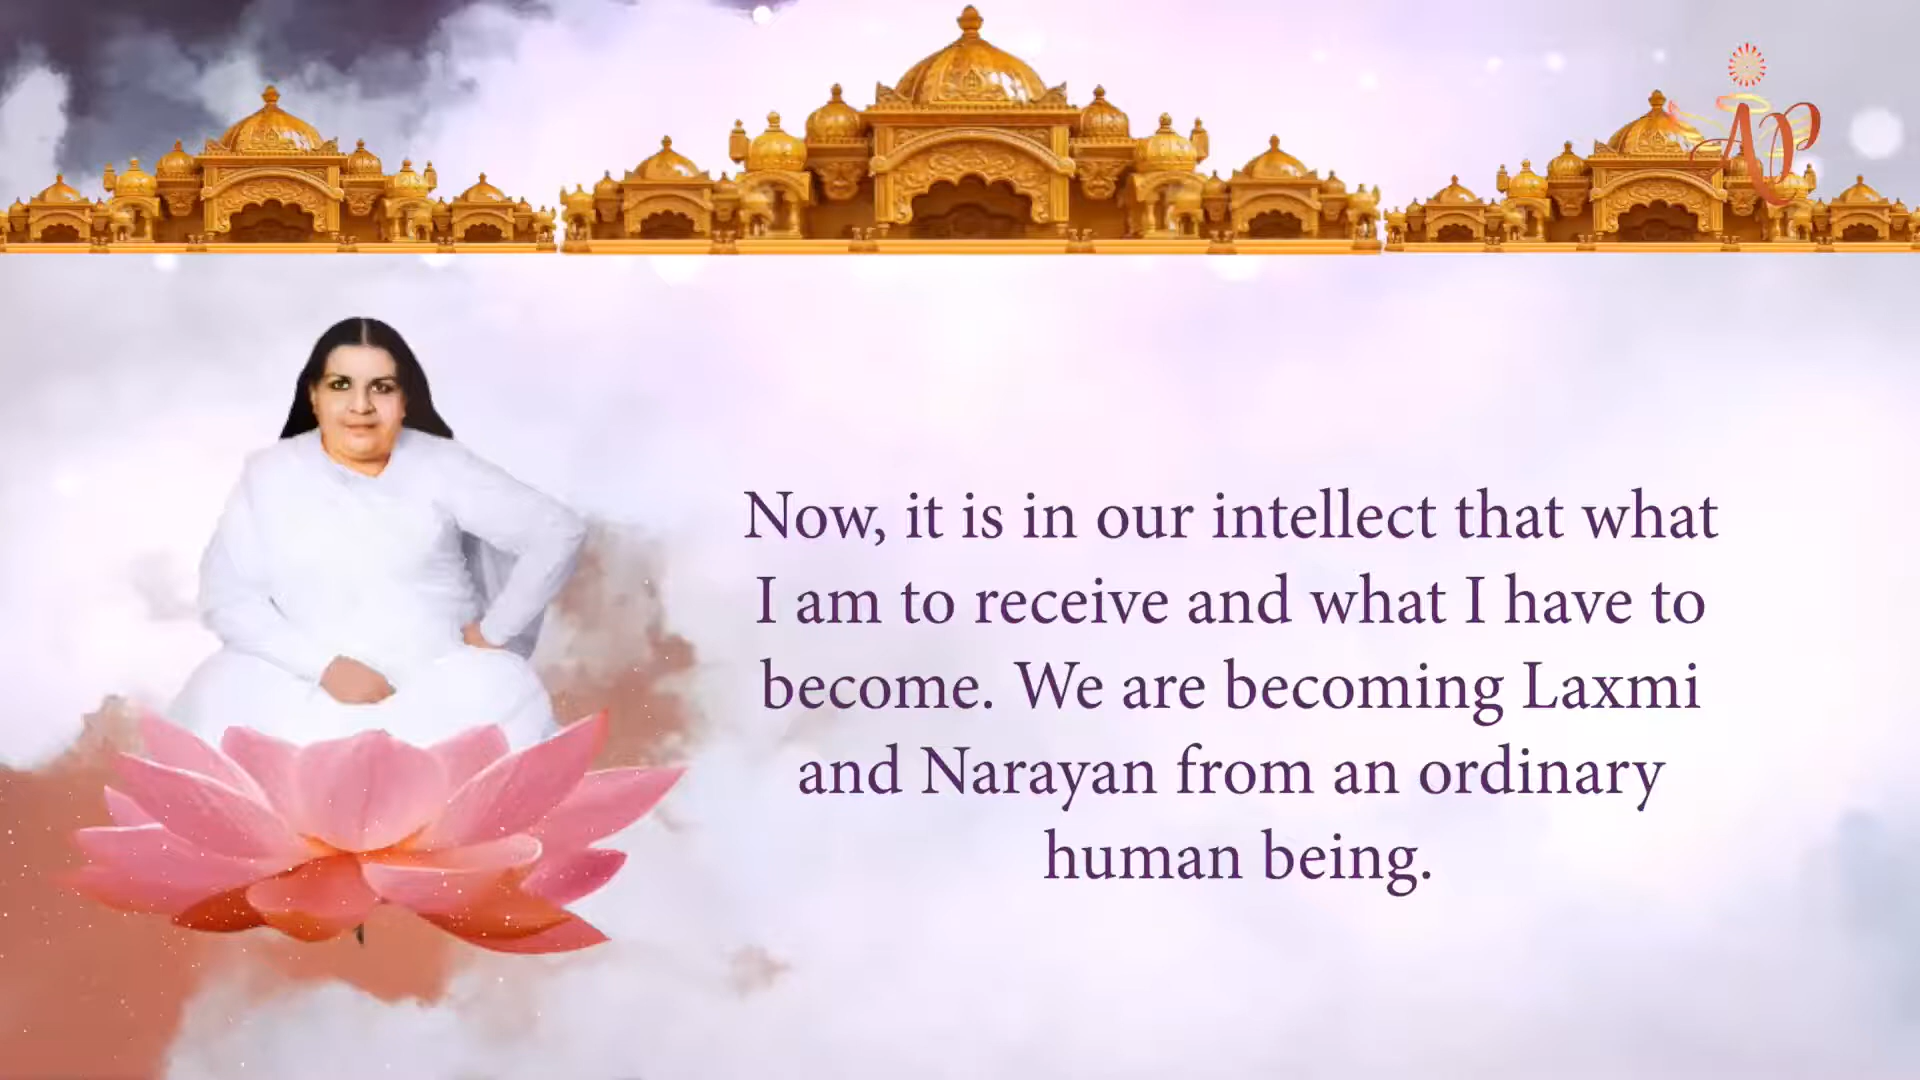 AP
Now, it is in our intellect that what
I am to receive and what I have to
become. We are becoming Laxmi
and Narayan from an ordinary
human being.